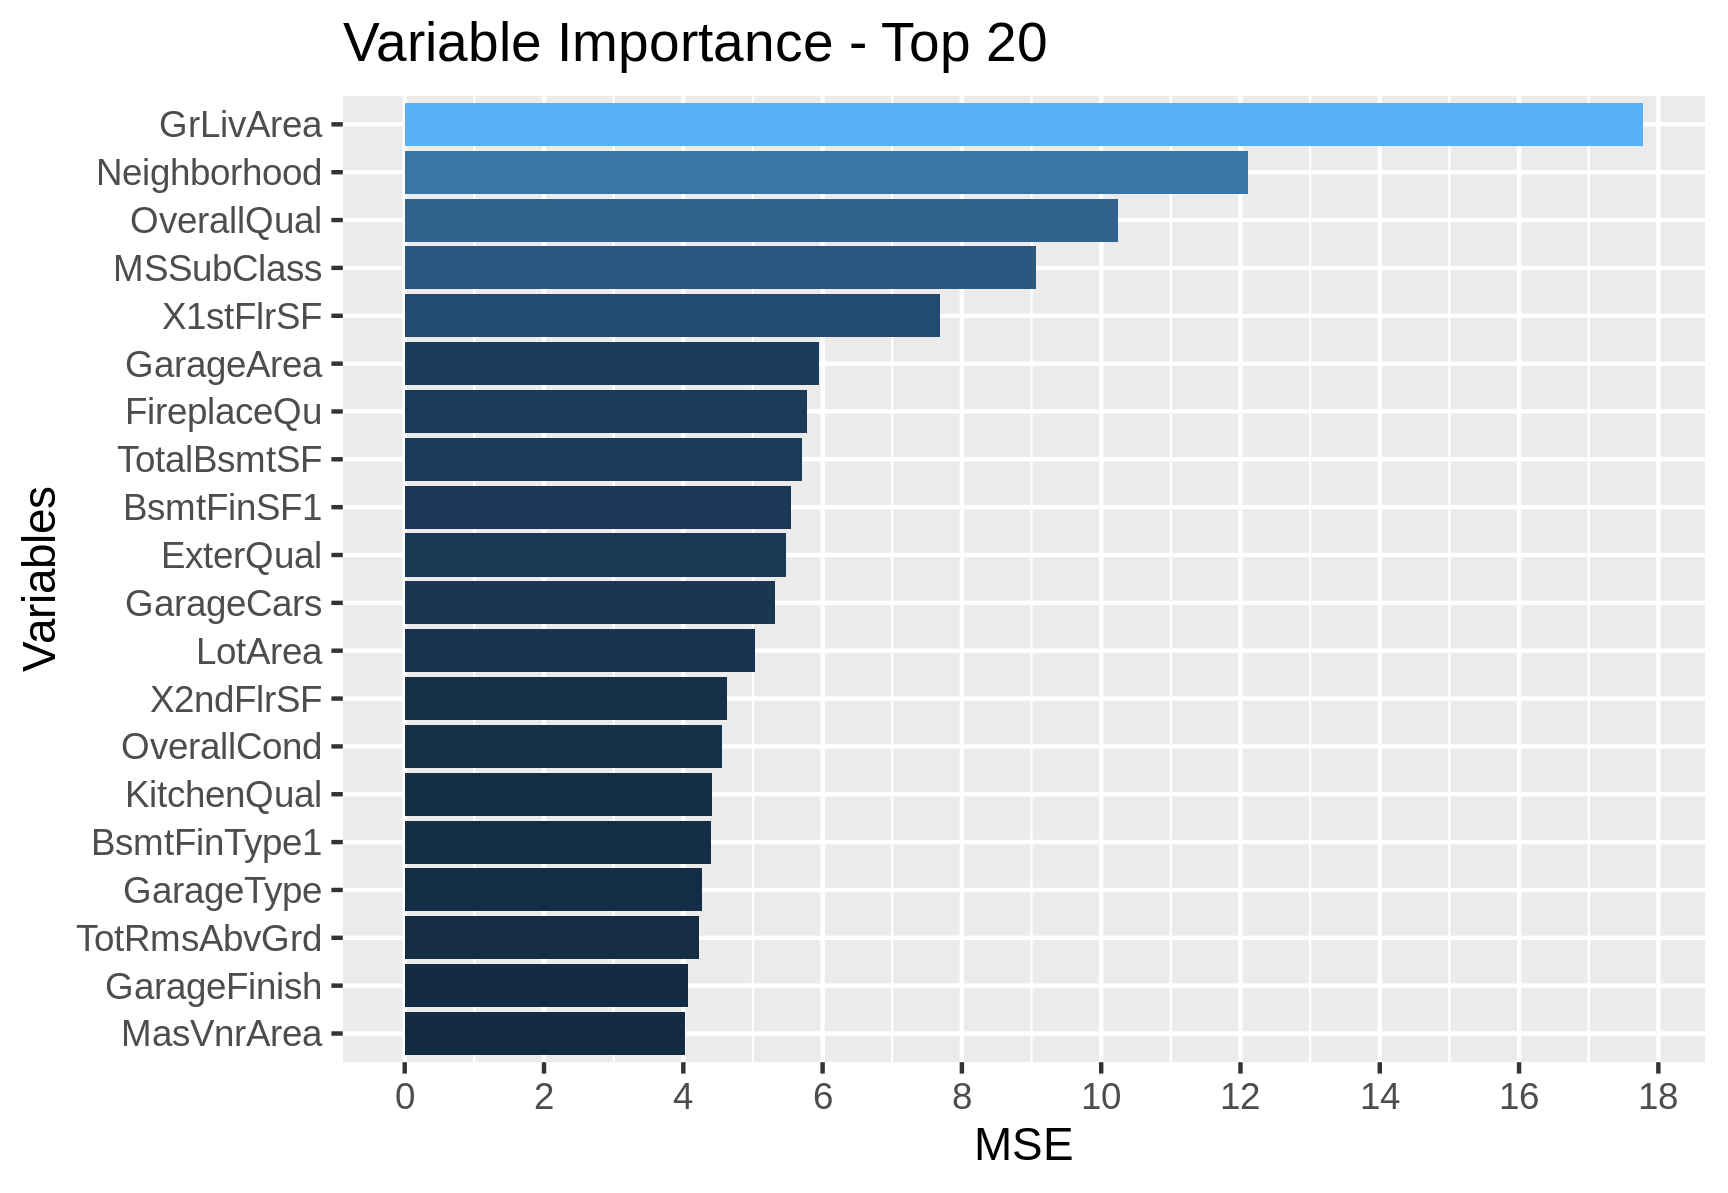 Variable Importance - Top 20
GrLivArea
Neighborhood
OverallQual
MSSubClass
X1stFlrSF
GarageArea
FireplaceQu
TotalBsmtSF
BsmtFinSF1
ExterQual
GarageCars
LotArea
X2ndFlrSF
OverallCond
KitchenQual
BsmtFinType1
GarageType
TotRmsAbvGrd
GarageFinish
MasVnrArea
Variables
0 2 4 6 8 10 12 14 16 18
MSE